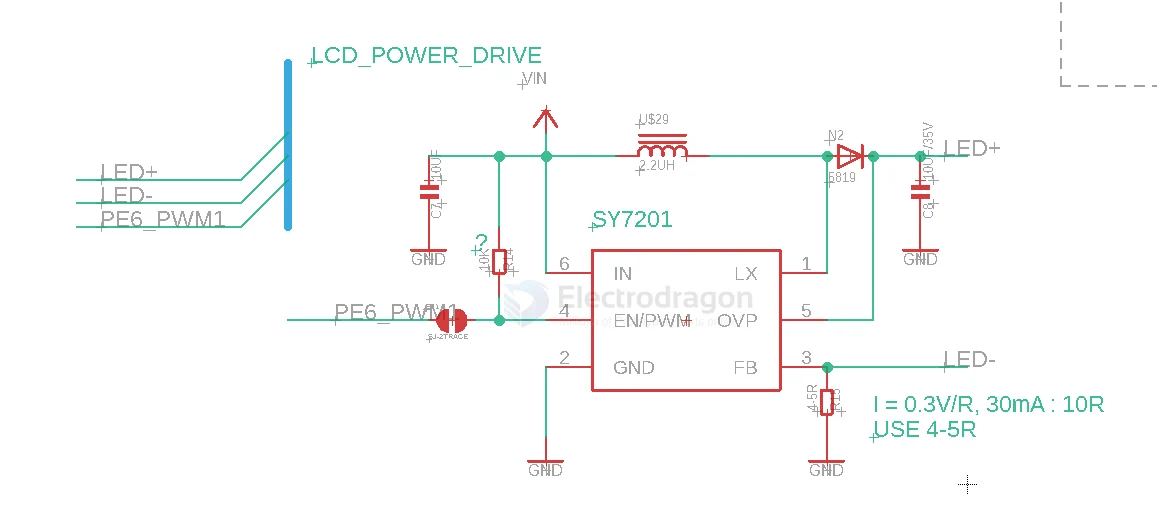 LCD_POWER_DRIVE
VIN
U$29
N2
2.2UH
5819
10UF
C7
10UF/35V
C8
LED+
LED+
LED-
PE6_PWM1
SY7201
?
10K
R14
GND
GND
6
IN
LX
1
Electrodragon
PE6_PWM1
SJ-2TRACE
4
EN/PWM
OVP
5
2
GND
FB
3
LED-
4-5R
I = 0.3V/R, 30mA : 10R
USE 4-5R
GND
GND